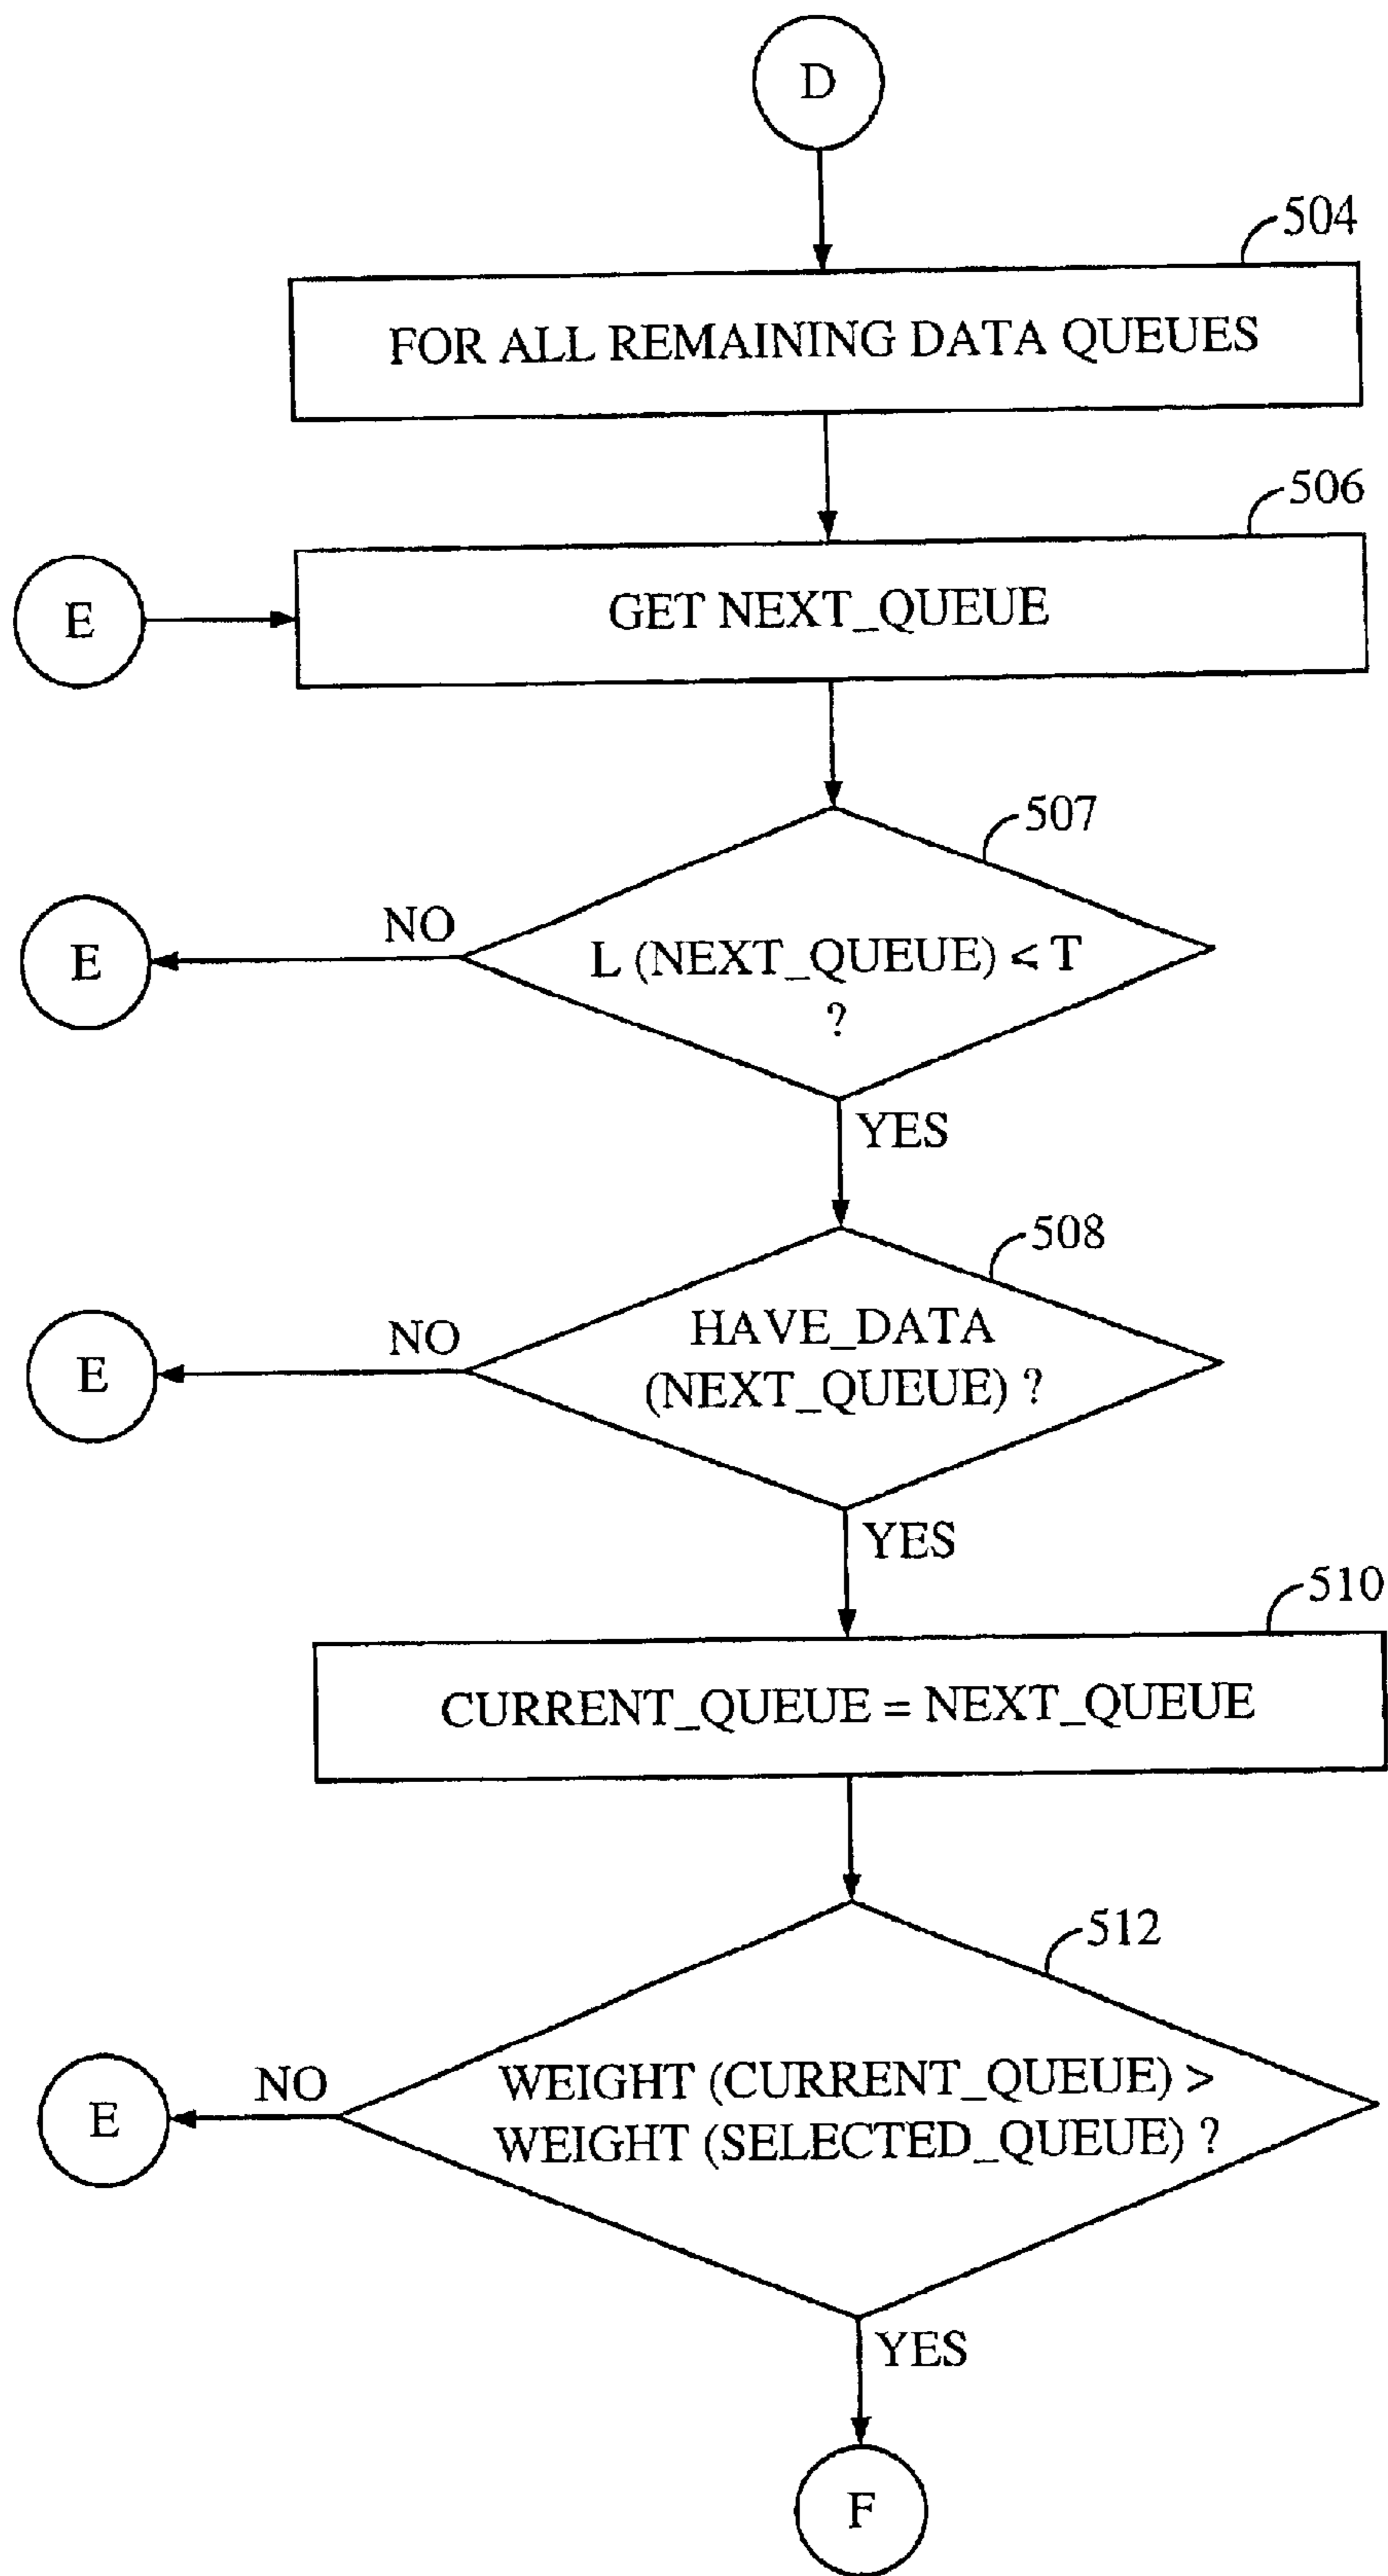 D
504
FOR ALL REMAINING DATA QUEUES
506
E
GET NEXT_QUEUE
507
NO
E
L (NEXT_QUEUE) < T
?
YES
508
NO
E
HAVE_DATA
(NEXT_QUEUE) ?
YES
510
CURRENT_QUEUE = NEXT_QUEUE
512
NO
E
WEIGHT (CURRENT_QUEUE) >
WEIGHT (SELECTED_QUEUE) ?
YES
F